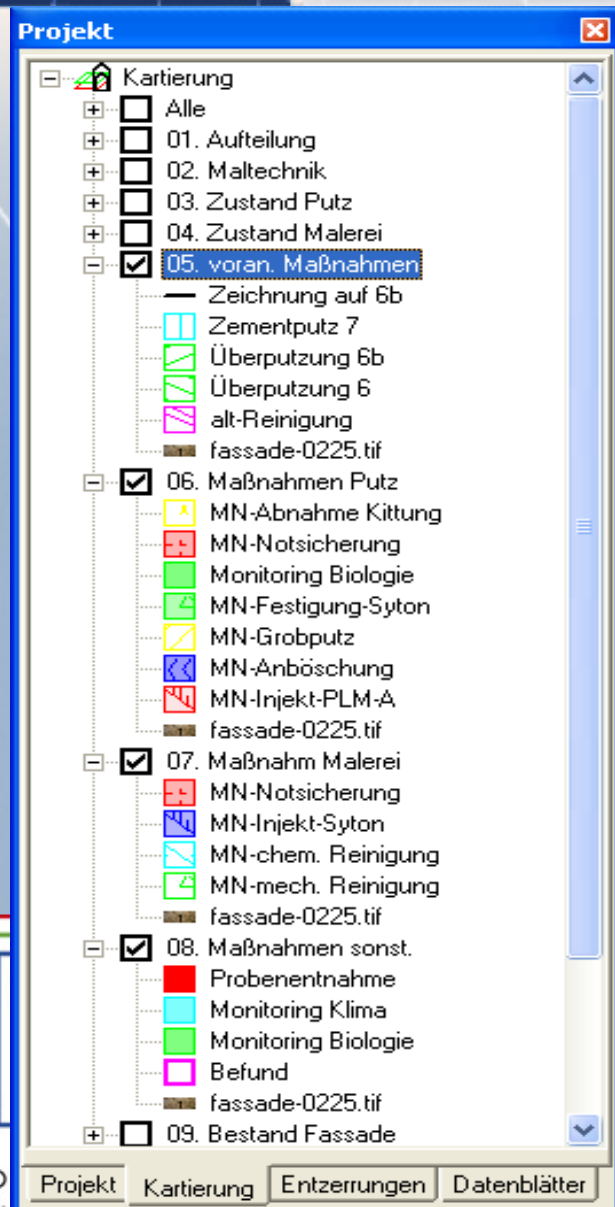 Projekt
Kartierung
Alle
01. Aufteilung
02. Maltechnik
03. Zustand Putz
04. Zustand Malerei
05. voran. Maßnahmen
Zeichnung auf 6b
Zementputz 7
Überputzung 6b
Überputzung 6
alt-Reinigung
fassade-0225.tif
06. Maßnahmen Putz
MN-Abnahme Kittung
MN-Notsicherung
Monitoring Biologie
MN-Festigung-Syton
MN-Grobputz
MN-Anböschung
MN-Injekt-PLM-A
fassade-0225.tif
07. Maßnahm Malerei
MN-Notsicherung
MN-Injekt-Syton
MN-chem. Reinigung
MN-mech. Reinigung
fassade-0225.tif
08. Maßnahmen sonst.
Probenentnahme
Monitoring Klima
Monitoring Biologie
Befund
fassade-0225.tif
09. Bestand Fassade
Projekt Kartierung Entzerrungen Datenblätter